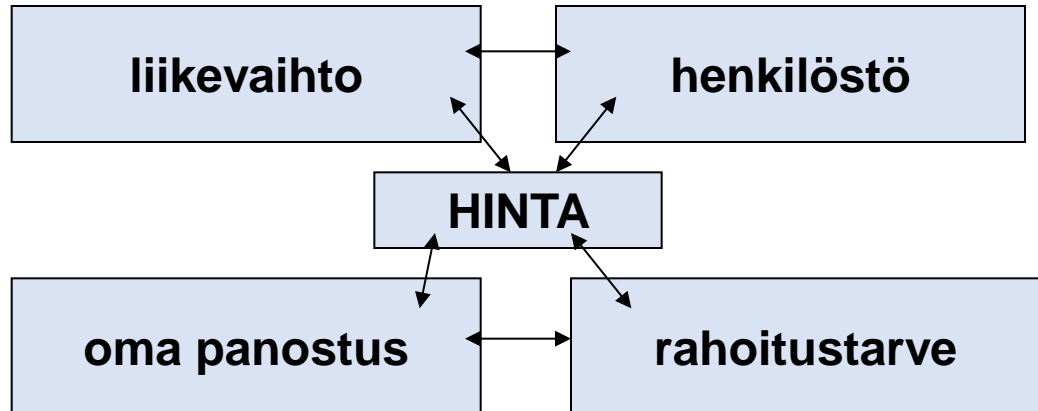 liikevaihto
henkilöstö
HINTA
oma panostus
rahoitustarve